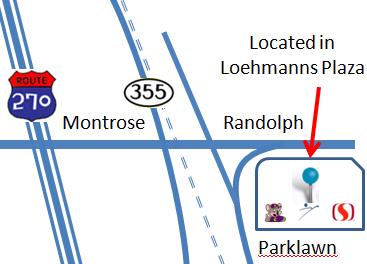 Located in
Loehmanns Plaza
ROUTE
270
355
Montrose
Randolph
Parklawn